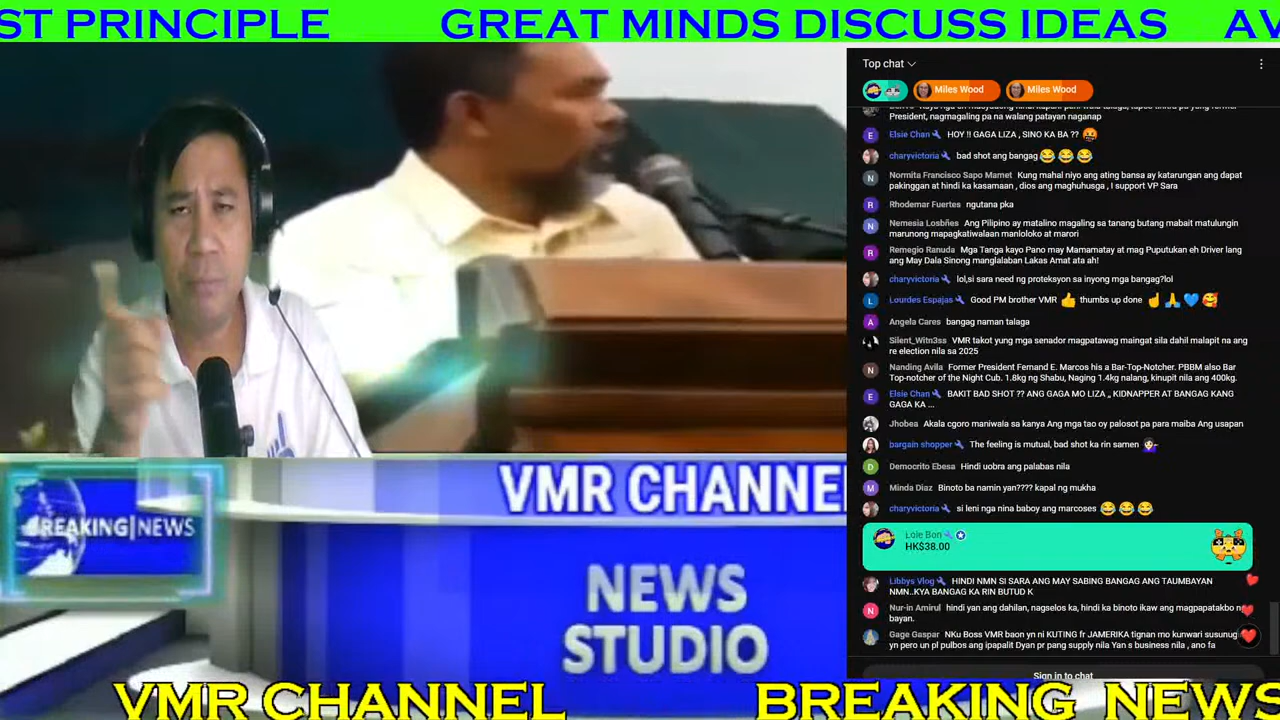 ST PRINCIPLE GREAT MINDS DISCUSS IDEAS AV
Top chat
Miles Wood Miles Wood
President, nagmagaling pa na walang patayan naganap
Elsie Chan HOY !! GAGA LIZA , SINO KA BA ??
charyvictoria bad shot ang bangag
Normita Francisco Sapo Mamet Kung mahal niyo ang ating bansa ay katarungan ang dapat
pakinggan at hindi ka kasamaan , dios ang maghuhusga , I support VP Sara
Rhodemar Fuertes ngutana pka
Nemesia Losbñes Ang Pilipino ay matalino magaling sa tanang butang mabait matulungin
marunong mapagkatiwalaan manloloko at marori
Remegio Ranuda Mga Tanga kayo Pano may Mamamatay at mag Puputukan eh Driver lang
ang May Dala Sinong manglalaban Lakas Amat ata ah!
charyvictoria lol,si sara need ng proteksyon sa inyong mga bangag?lol
Lourdes Espajas Good PM brother VMR thumbs up done
Angela Cares bangag naman talaga
Silent_Witn3ss VMR takot yung mga senador magpatawag maingat sila dahil malapit na ang
re election nila sa 2025
Nanding Avila Former President Fernand E. Marcos his a Bar-Top-Notcher. PBBM also Bar
Top-notcher of the Night Cub. 1.8kg ng Shabu, Naging 1.4kg nalang, kinupit nila ang 400kg.
Elsie Chan BAKIT BAD SHOT ?? ANG GAGA MO LIZA ,, KIDNAPPER AT BANGAG KANG
GAGA KA ...
Jhobea Akala cgoro maniwala sa kanya Ang mga tao oy palosot pa para maiba Ang usapan
bargain shopper The feeling is mutual, bad shot ka rin samen
Democrito Ebesa Hindi uobra ang palabas nila
Minda Diaz Binoto ba namin yan???? kapal ng mukha
charyvictoria si leni nga nina baboy ang marcoses
Lole Bon
HK$38.00
Libbys Vlog HINDI NMN SI SARA ANG MAY SABING BANGAG ANG TAUMBAYAN
NMN..KYA BANGAG KA RIN BUTUD K
Nur-in Amirul hindi yan ang dahilan, nagselos ka, hindi ka binoto ikaw ang magpapatakbo
bayan.
Gage Gaspar NKu Boss VMR baon yn ni KUTING fr JAMERIKA tignan mo kunwari susunug
yn pero un pl pulbos ang ipapalit Dyan pr pang supply nila Yan s business nila , ano fa
Sign in to chat
VMR CHANNE
BREAKING|NEWS
NEWS
STUDIO
VMR CHANNEL BREAKING NEWS